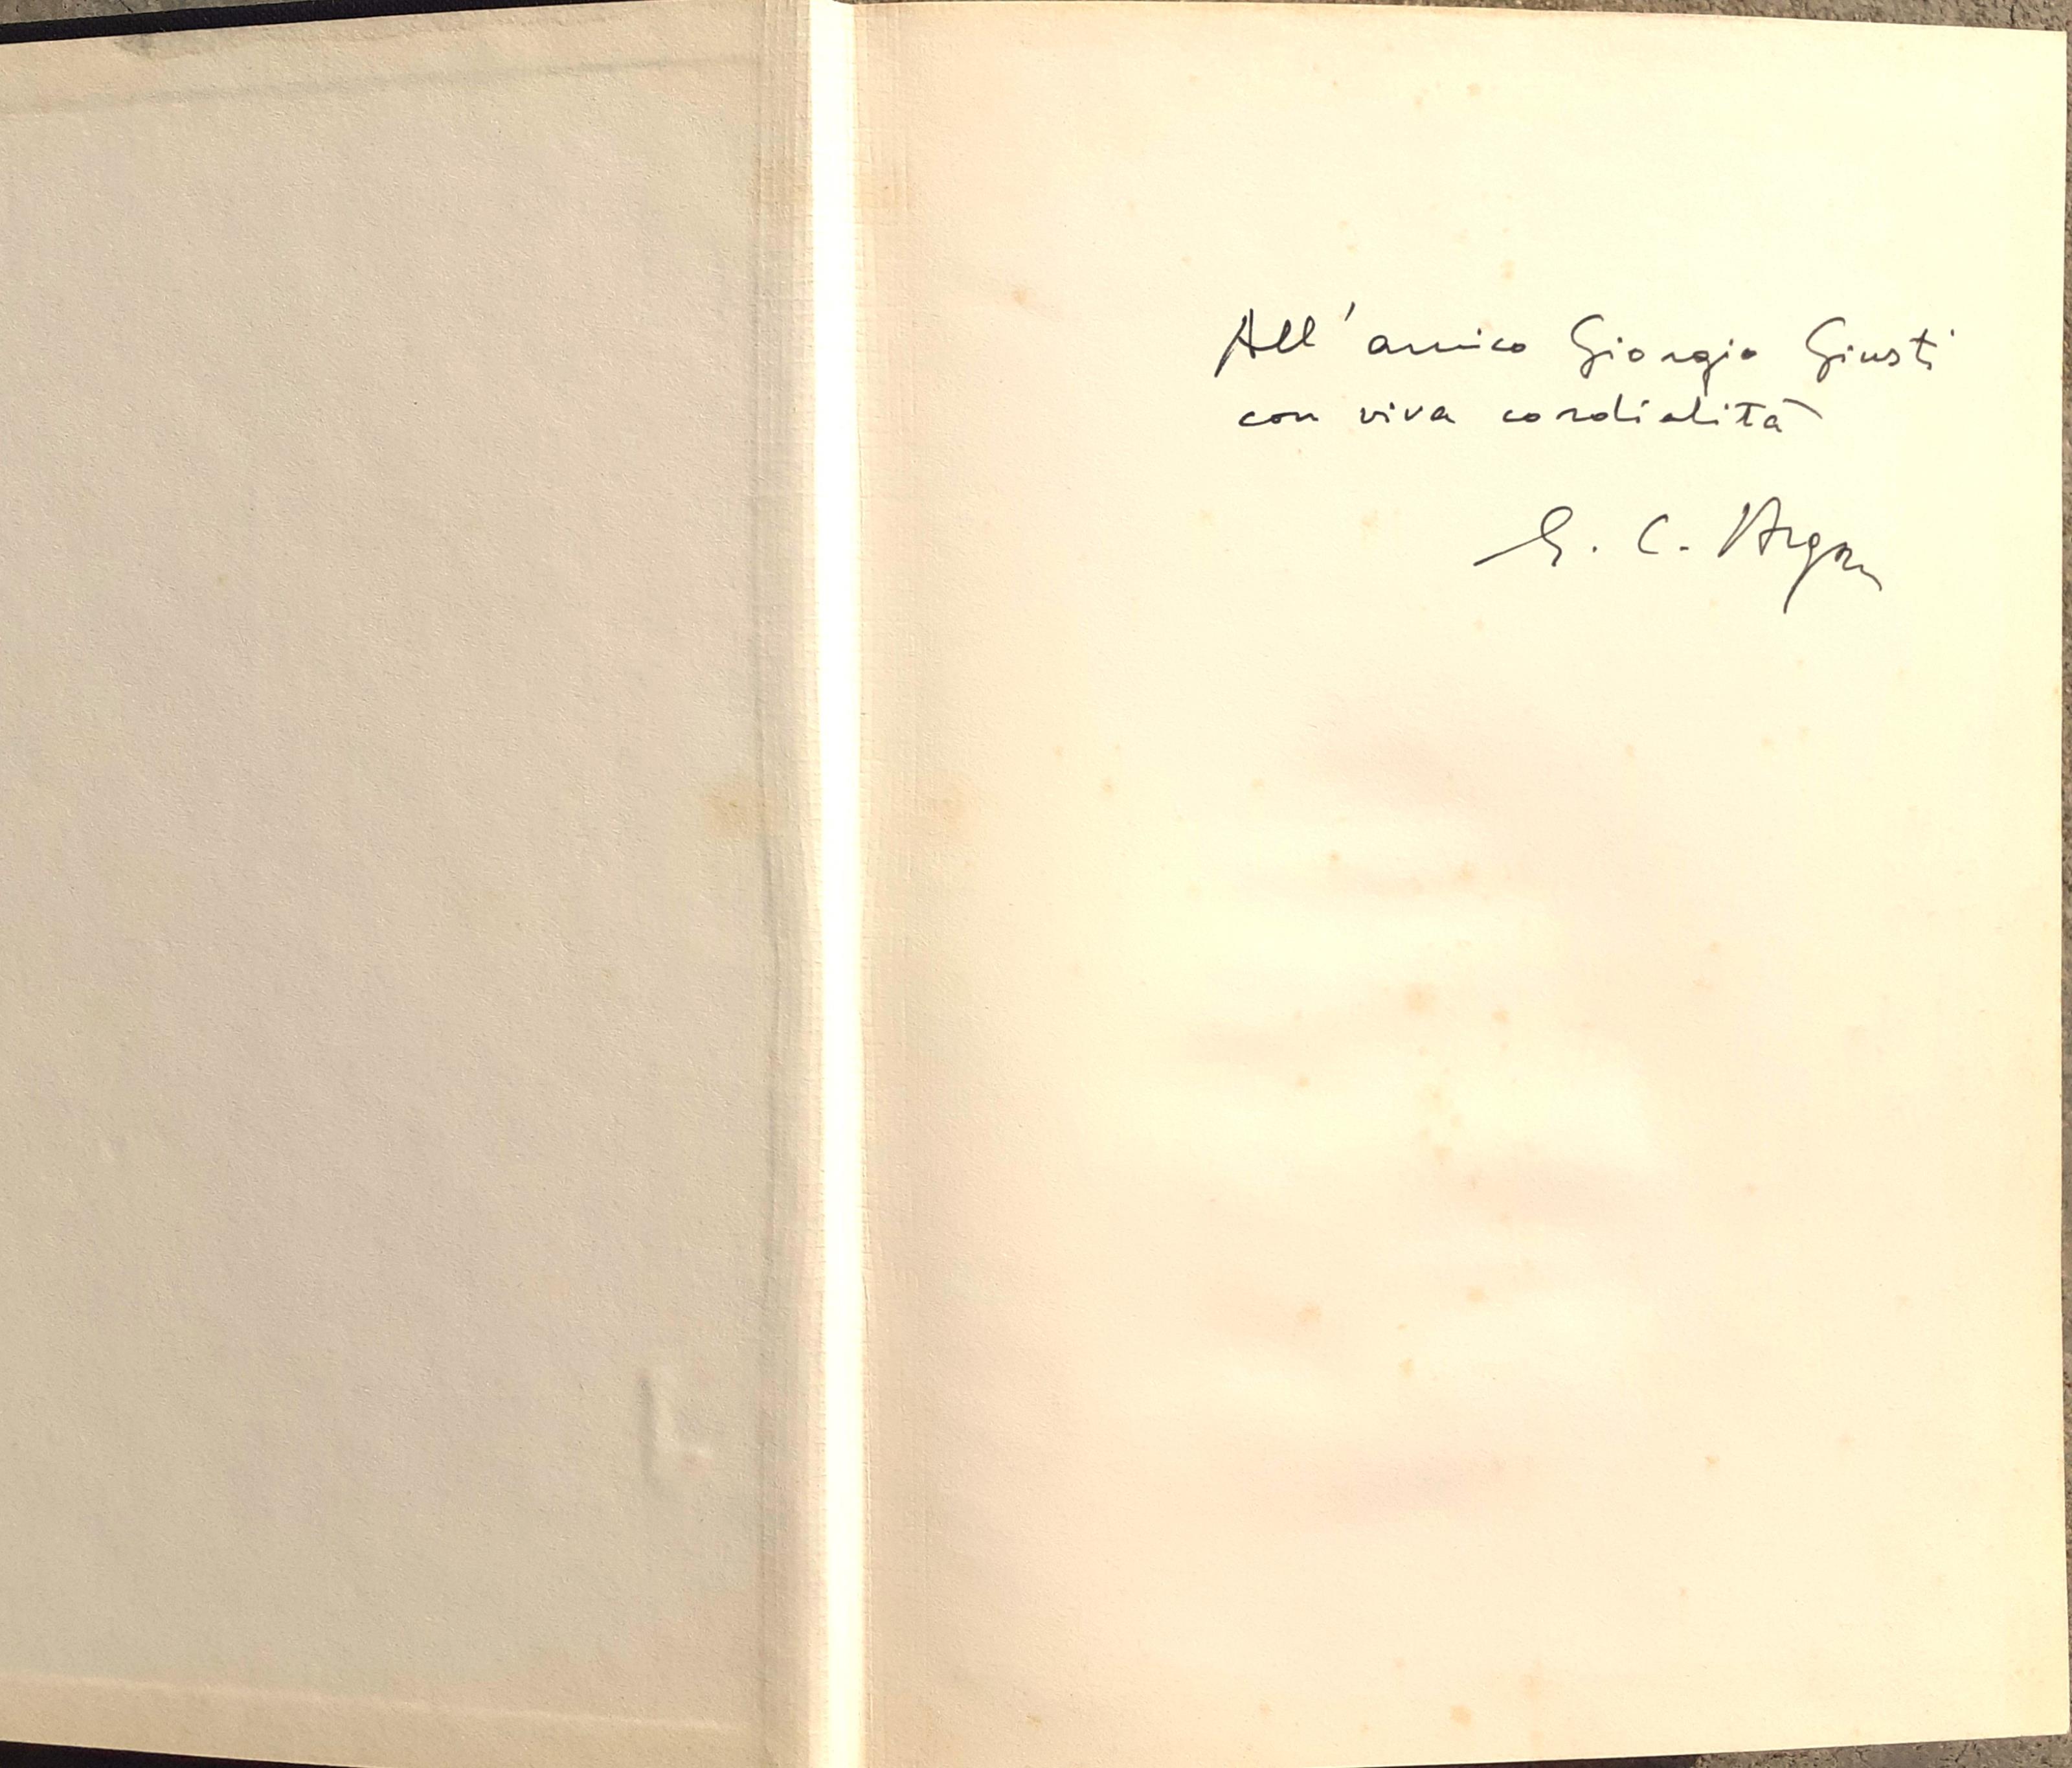 All'amico Giorgio Giusti
con viva cordialità
G. C. Argan